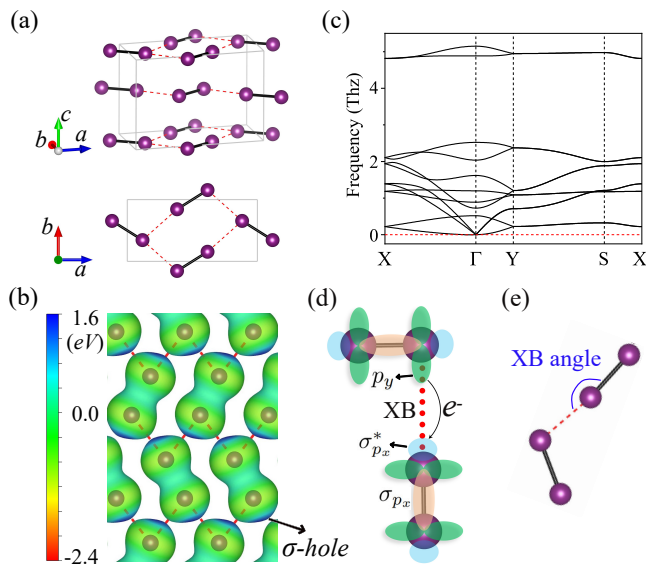 (a)
c
b
a
b
a
(b)
1.6
(eV)
0.0
-2.4
σ-hole
(c)
Frequency (Thz)
4
2
0
X
Γ
Y
S
X
(d)
p_y
XB
e-
σ*_{p_x}
σ_{p_x}
(e)
XB angle